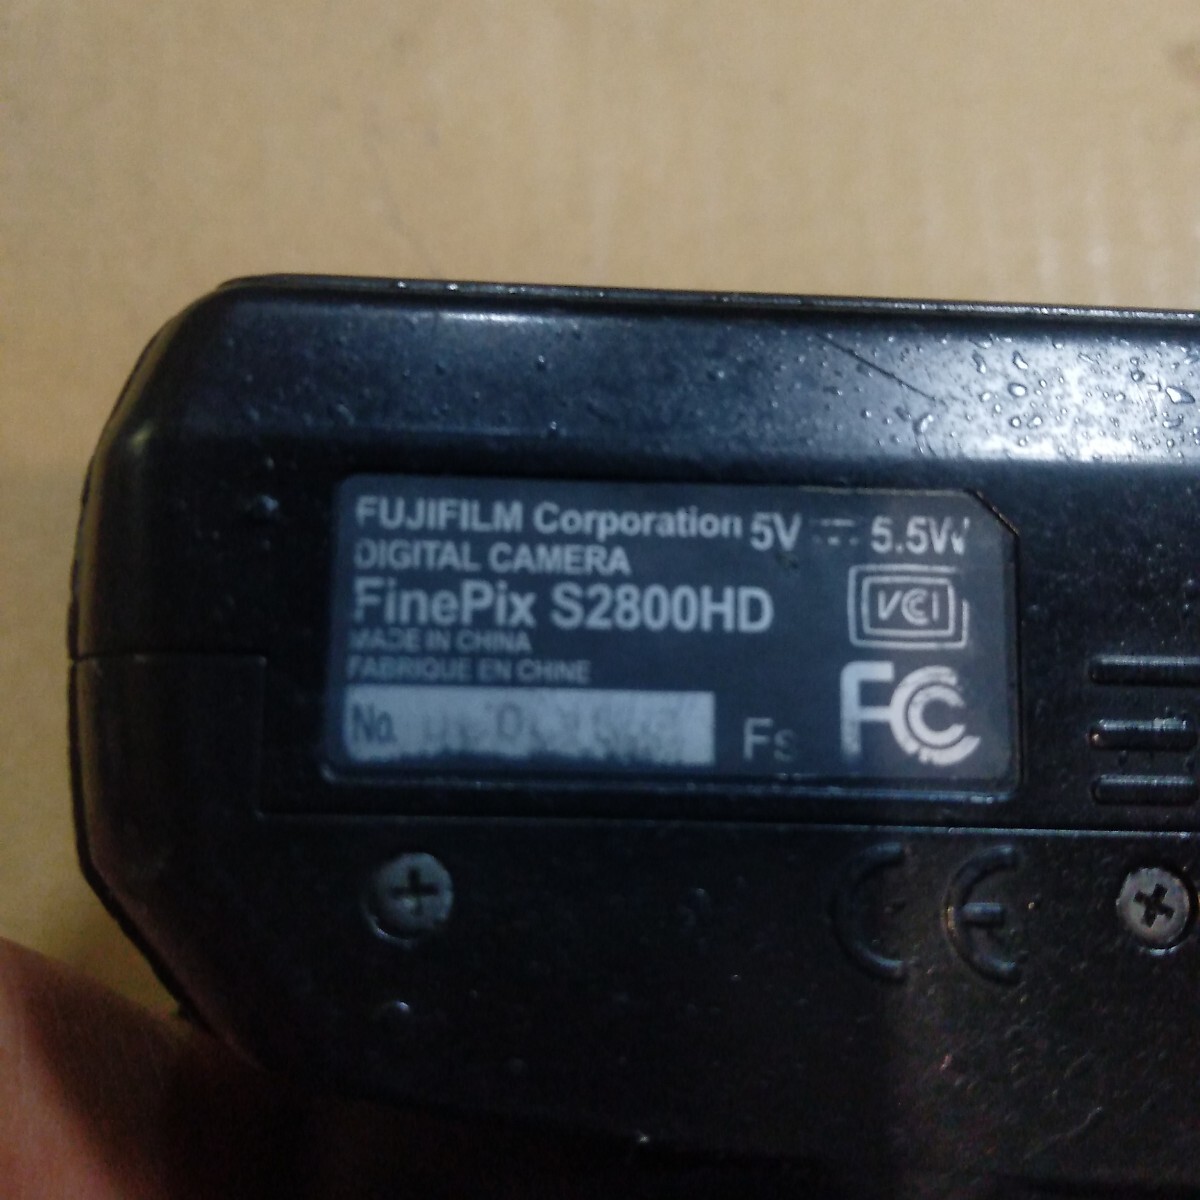 FUJIFILM Corporation 5V ⎓ 5.5W
DIGITAL CAMERA
FinePix S2800HD
VCCI
MADE IN CHINA
FABRIQUE EN CHINE
No.
Fs
FC
CE